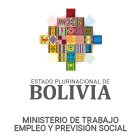 ESTADO PLURINACIONAL DE
BOLIVIA
MINISTERIO DE TRABAJO
EMPLEO Y PREVISIÓN SOCIAL